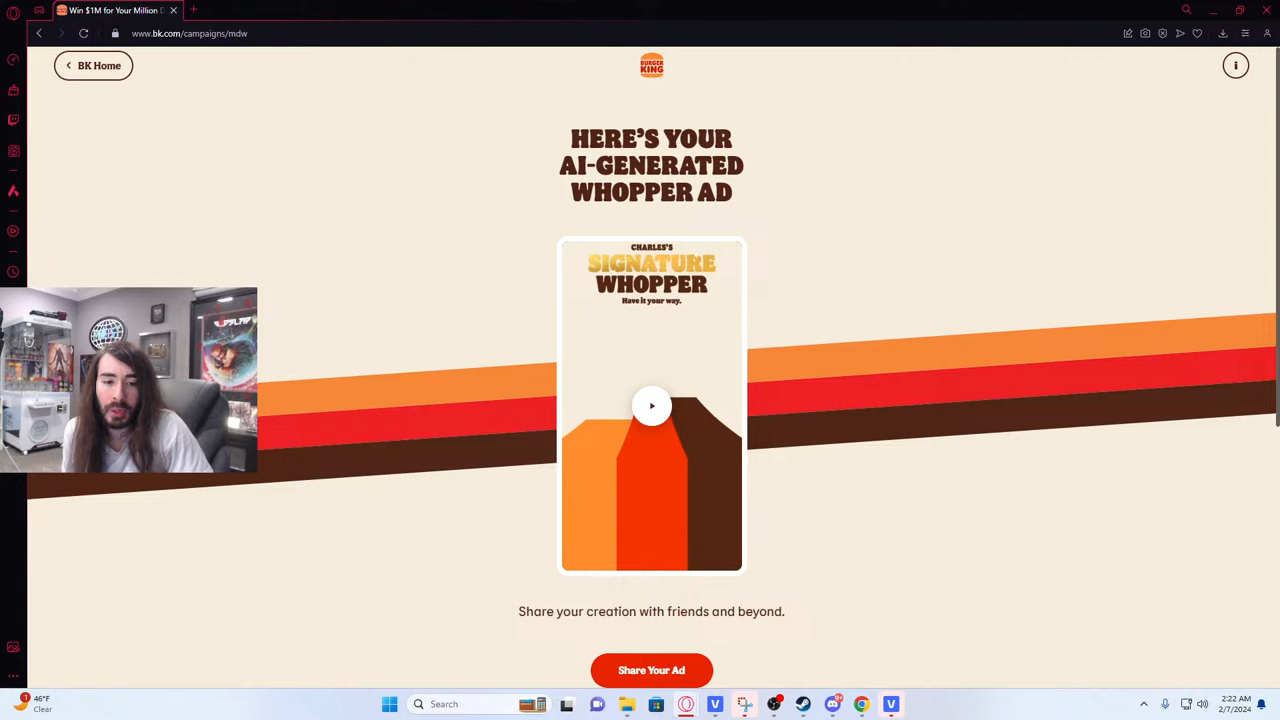 Win $1M for Your Million D
www.bk.com/campaigns/mdw
BK Home
BURGER
KING
i
HERE'S YOUR
AI-GENERATED
WHOPPER AD
CHARLES'S
SIGNATURE
WHOPPER
Have it your way.
Share your creation with friends and beyond.
Share Your Ad
1
46°F
Clear
Search
9+
2:22 AM
2/7/2024